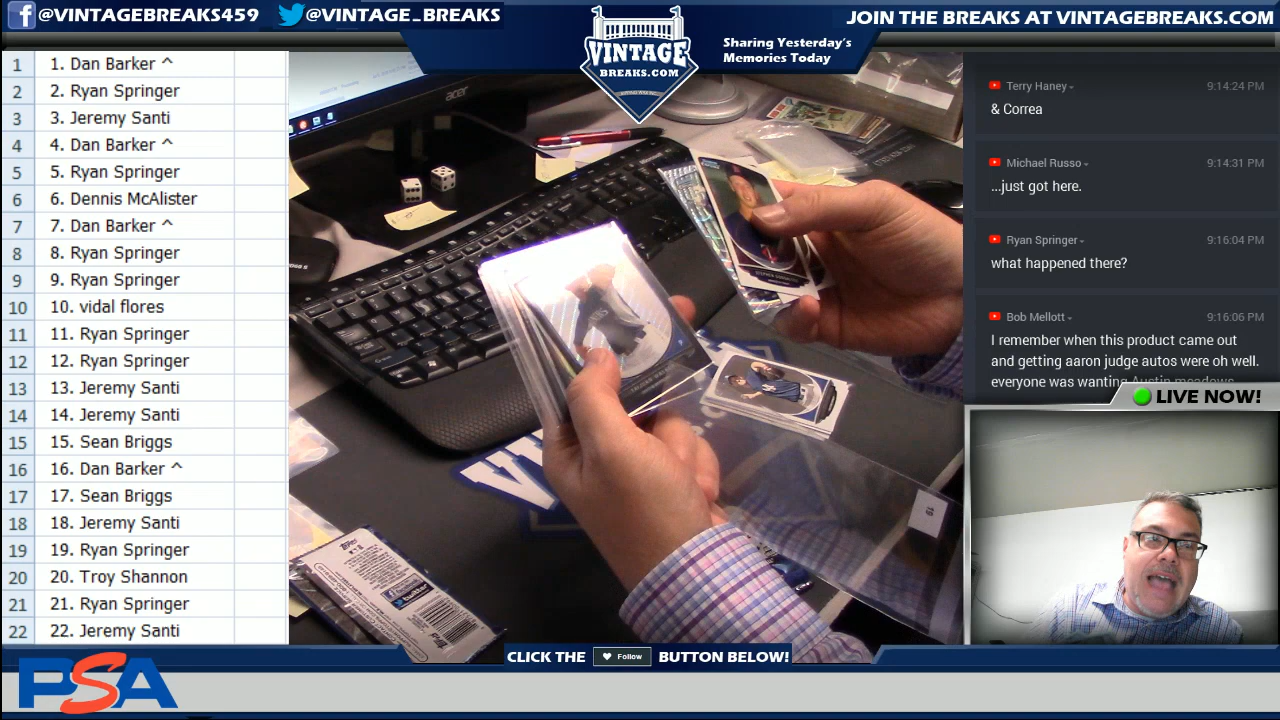 @VINTAGEBREAKS459
@VINTAGE_BREAKS
VINTAGE
BREAKS.COM
Sharing Yesterday's
Memories Today
JOIN THE BREAKS AT VINTAGEBREAKS.COM
1 1. Dan Barker ^
2 2. Ryan Springer
3 3. Jeremy Santi
4 4. Dan Barker ^
5 5. Ryan Springer
6 6. Dennis McAlister
7 7. Dan Barker ^
8 8. Ryan Springer
9 9. Ryan Springer
10 10. vidal flores
11 11. Ryan Springer
12 12. Ryan Springer
13 13. Jeremy Santi
14 14. Jeremy Santi
15 15. Sean Briggs
16 16. Dan Barker ^
17 17. Sean Briggs
18 18. Jeremy Santi
19 19. Ryan Springer
20 20. Troy Shannon
21 21. Ryan Springer
22 22. Jeremy Santi
acer
19
twitter
Terry Haney 9:14:24 PM
& Correa
Michael Russo 9:14:31 PM
...just got here.
Ryan Springer 9:16:04 PM
what happened there?
Bob Mellott 9:16:06 PM
I remember when this product came out
and getting aaron judge autos were oh well.
everyone was wanting Austin meadows
LIVE NOW!
CLICK THE Follow BUTTON BELOW!
PSA